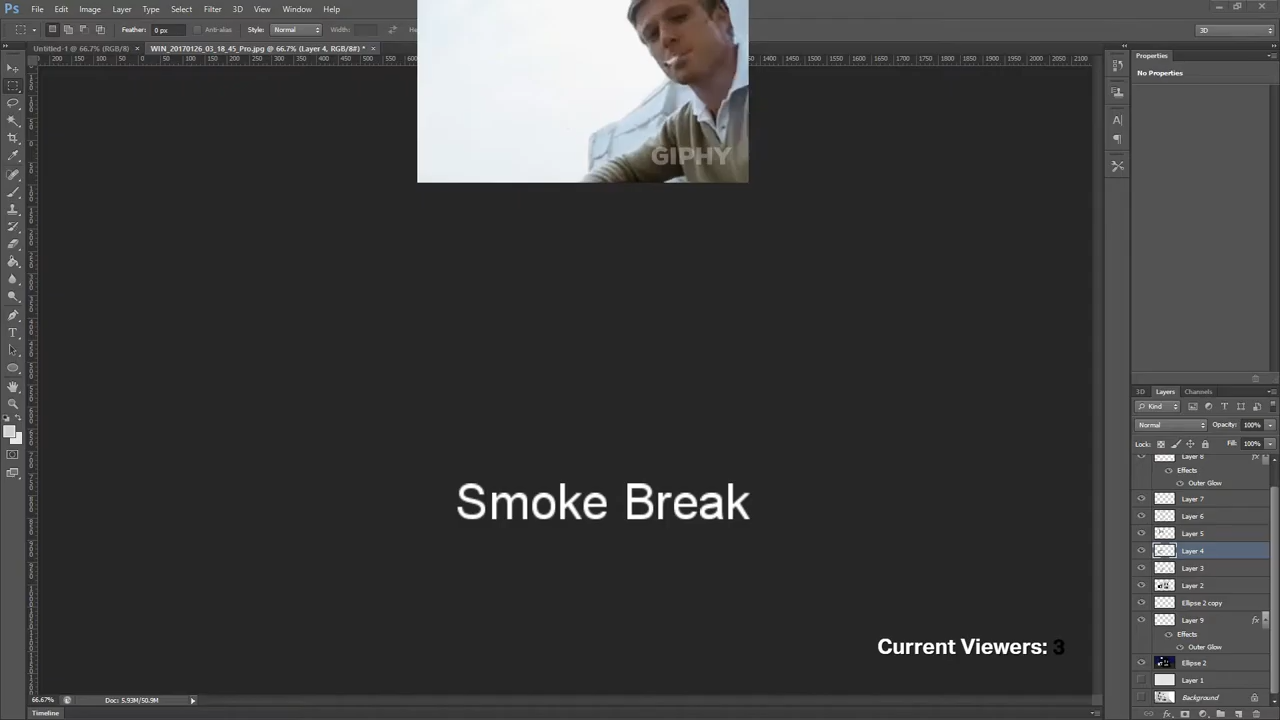 Ps File Edit Image Layer Type Select Filter 3D View Window Help
Feather: 0 px Anti-alias Style: Normal Width: 3D
Untitled-1 @ 66.7% (RGB/8) × WIN_20170126_03_18_45_Pro.jpg @ 66.7% (Layer 4, RGB/8#) * ×
Properties
No Properties
GIPHY
Smoke Break
Current Viewers: 3
3D Layers Channels
Kind
Normal Opacity: 100%
Lock: Fill: 100%
Layer 8 fx
Effects
Outer Glow
Layer 7
Layer 6
Layer 5
Layer 4
Layer 3
Layer 2
Ellipse 2 copy
Layer 9 fx
Effects
Outer Glow
Ellipse 2
Layer 1
Background
66.67% Doc: 5.93M/50.9M
Timeline